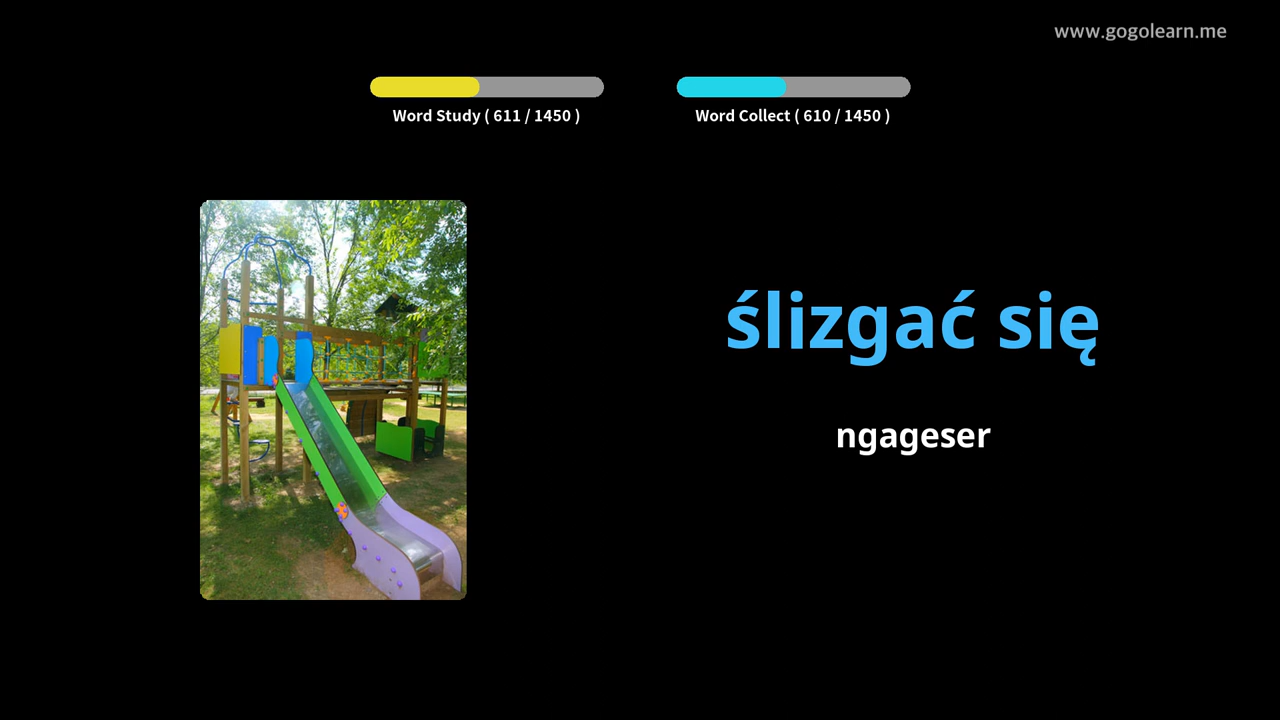 www.gogolearn.me
Word Study ( 611 / 1450 )
Word Collect ( 610 / 1450 )
ślizgać się
ngageser